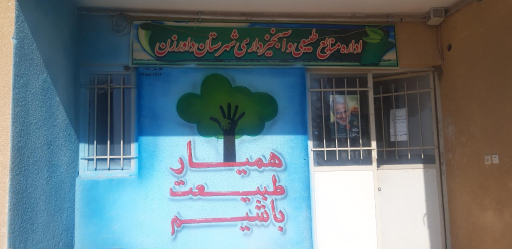 اداره منابع طبیعی و آبخیزداری شهرستان داورزن
همیار
طبیعت
باشیم